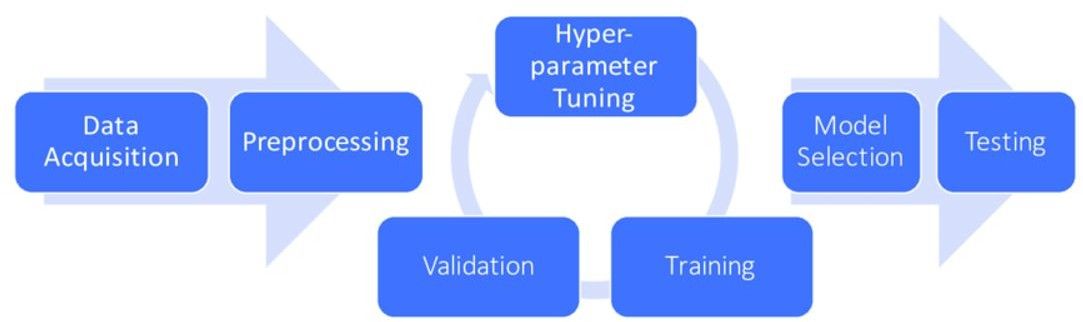 Data
Acquisition
Preprocessing
Hyper-
parameter
Tuning
Validation
Training
Model
Selection
Testing